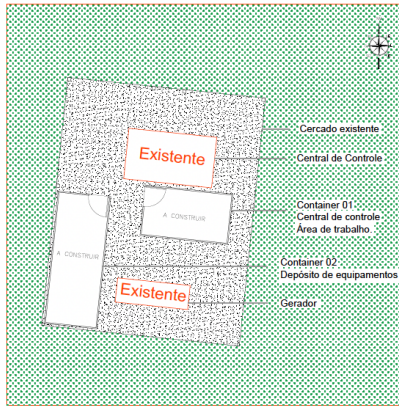 Cercado existente
Existente
Central de Controle
Container 01
Central de controle
Área de trabalho.
A CONSTRUIR
A CONSTRUIR
Container 02
Depósito de equipamentos
Existente
Gerador